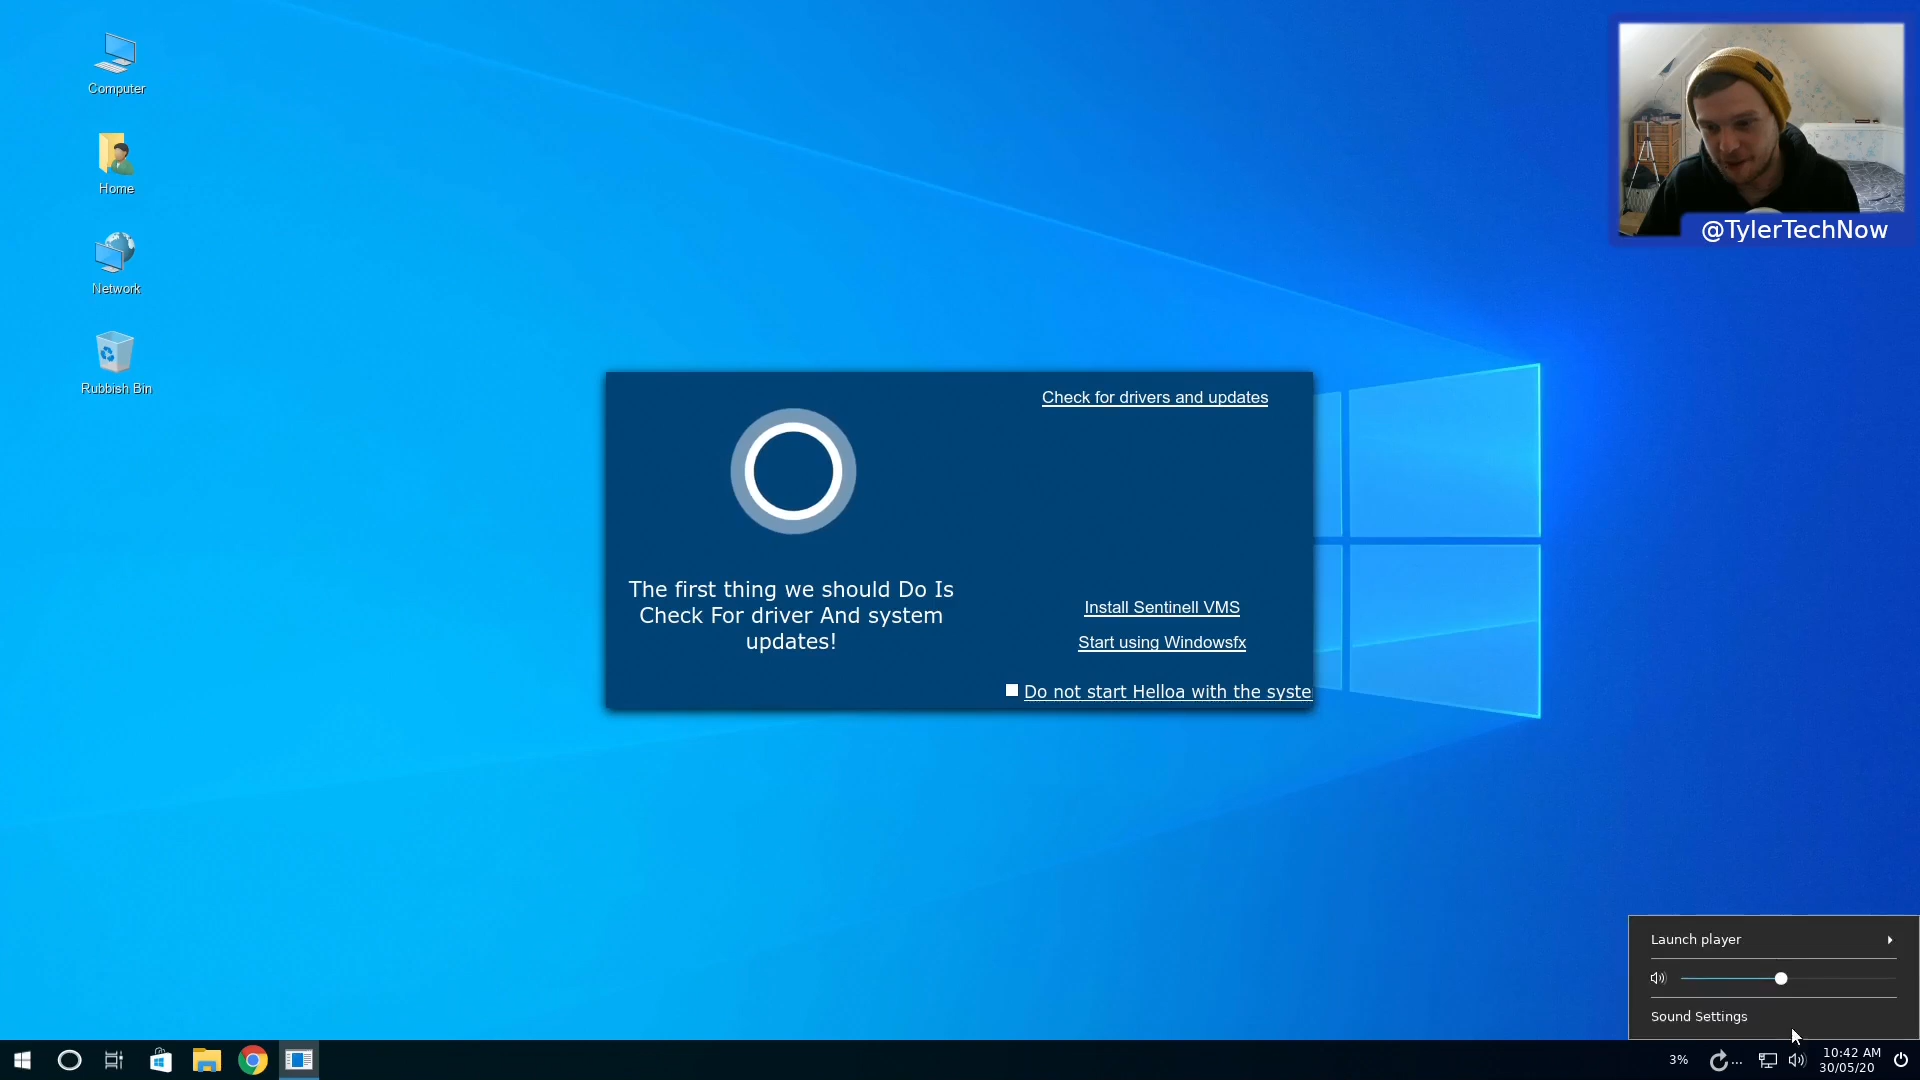 Computer
Home
Network
Rubbish Bin
@TylerTechNow
Check for drivers and updates
The first thing we should Do Is
Check For driver And system
updates!
Install Sentinell VMS
Start using Windowsfx
Do not start Helloa with the syste
Launch player
Sound Settings
3%
...
10:42 AM
30/05/20